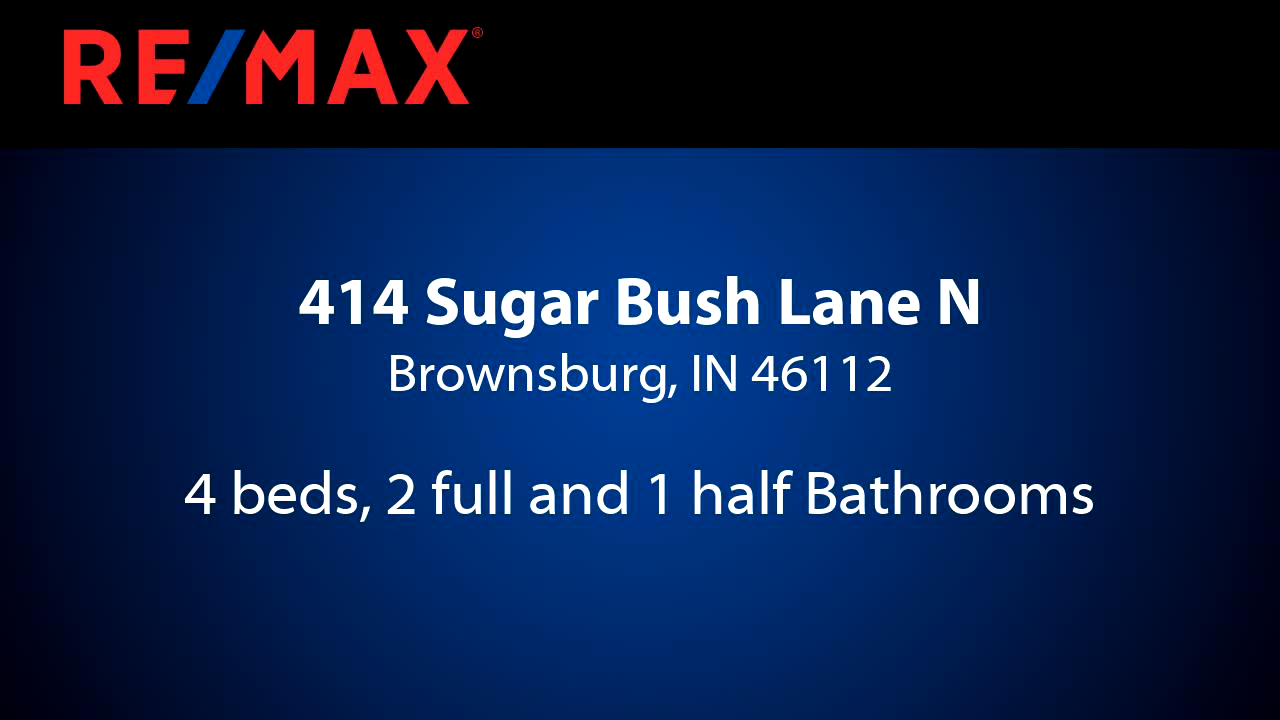 RE/MAX®
414 Sugar Bush Lane N
Brownsburg, IN 46112
4 beds, 2 full and 1 half Bathrooms